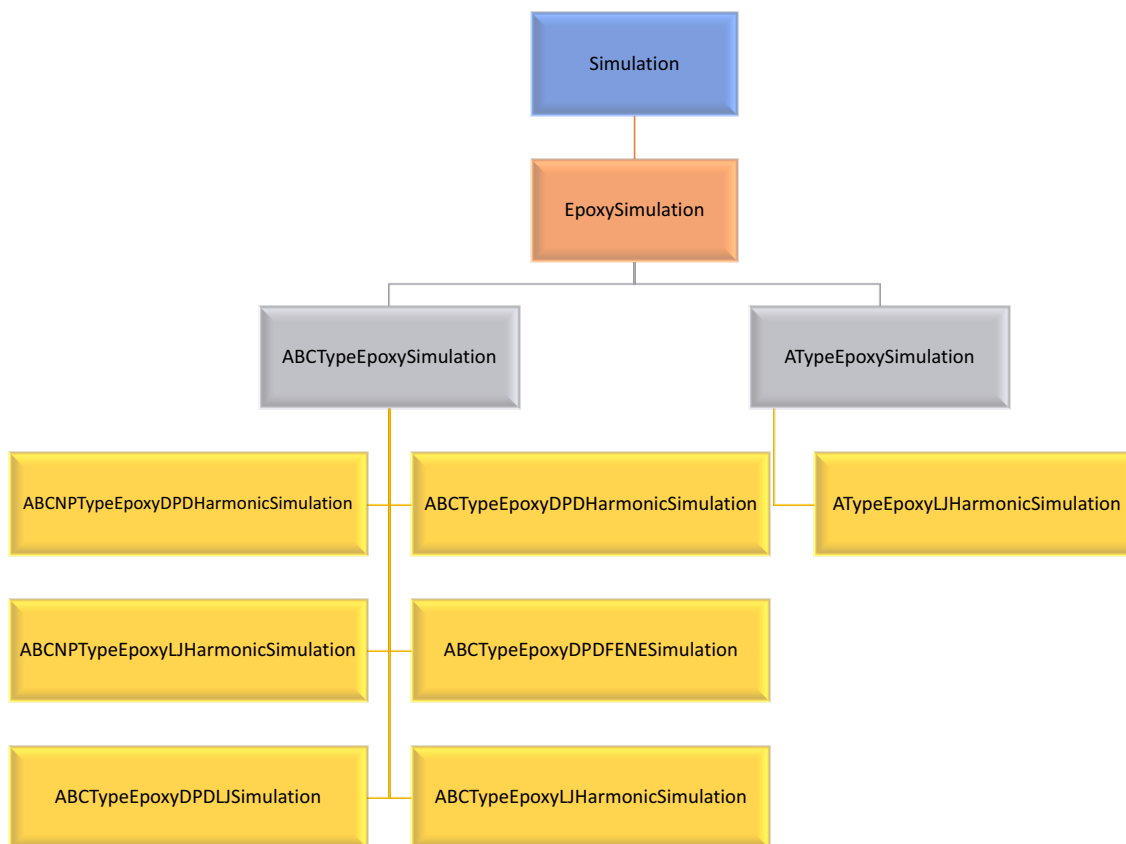 Simulation
EpoxySimulation
ABCTypeEpoxySimulation
ATypeEpoxySimulation
ABCNPTypeEpoxyDPDHarmonicSimulation
ABCTypeEpoxyDPDHarmonicSimulation
ATypeEpoxyLJHarmonicSimulation
ABCNPTypeEpoxyLJHarmonicSimulation
ABCTypeEpoxyDPDFENESimulation
ABCTypeEpoxyDPDLJSimulation
ABCTypeEpoxyLJHarmonicSimulation